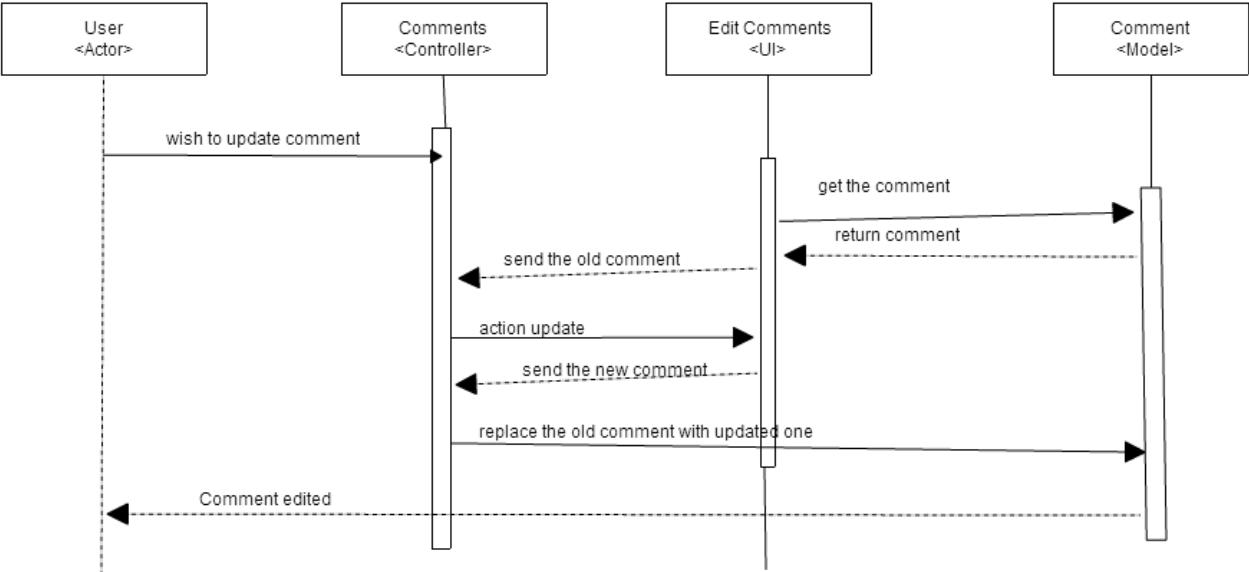 User
<Actor>
Comments
<Controller>
Edit Comments
<UI>
Comment
<Model>
wish to update comment
get the comment
return comment
send the old comment
action update
send the new comment
replace the old comment with updated one
Comment edited